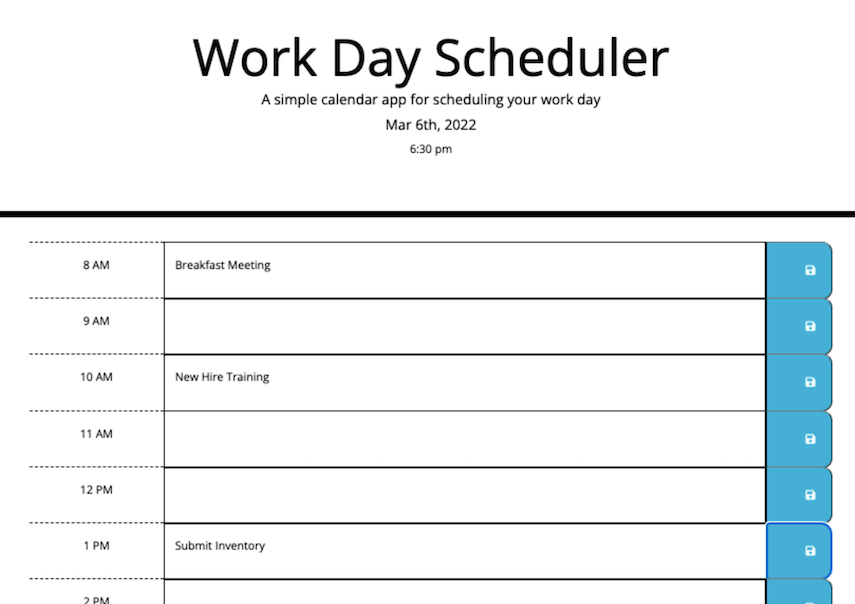 Work Day Scheduler
A simple calendar app for scheduling your work day
Mar 6th, 2022
6:30 pm
8 AM Breakfast Meeting
9 AM
10 AM New Hire Training
11 AM
12 PM
1 PM Submit Inventory
2 PM